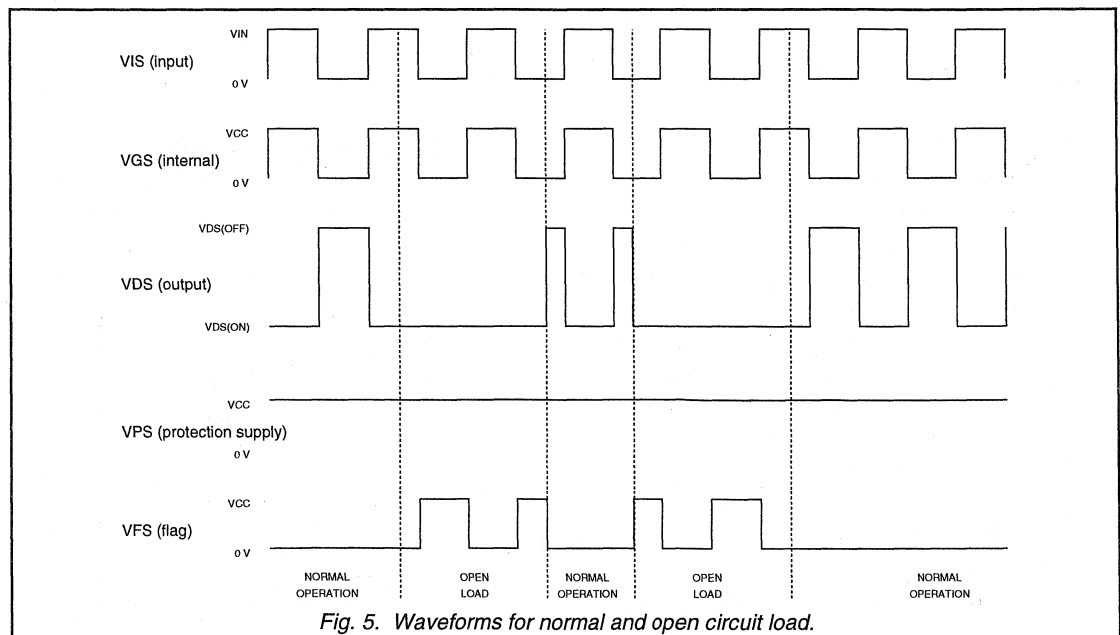 VIN
VIS (input)
0 V
VCC
VGS (internal)
0 V
VDS(OFF)
VDS (output)
VDS(ON)
VCC
VPS (protection supply)
0 V
VCC
VFS (flag)
0 V
NORMAL OPERATION
OPEN LOAD
NORMAL OPERATION
OPEN LOAD
NORMAL OPERATION
Fig. 5. Waveforms for normal and open circuit load.